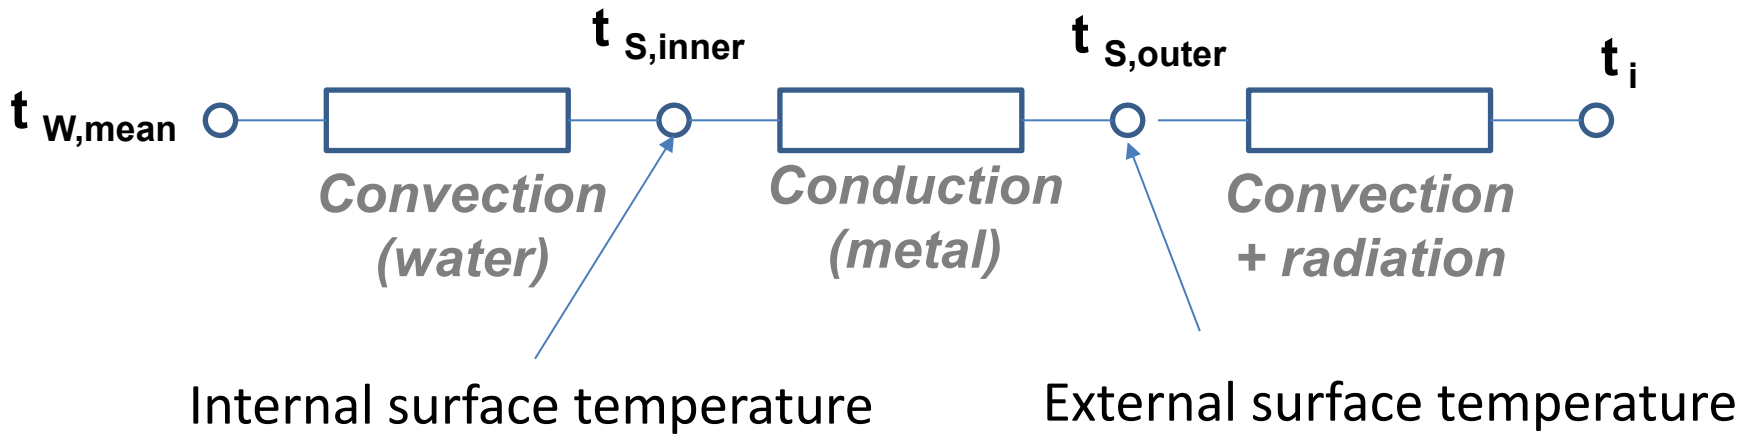 t W,mean
t S,inner
t S,outer
t i
Convection
(water)
Conduction
(metal)
Convection
+ radiation
Internal surface temperature
External surface temperature